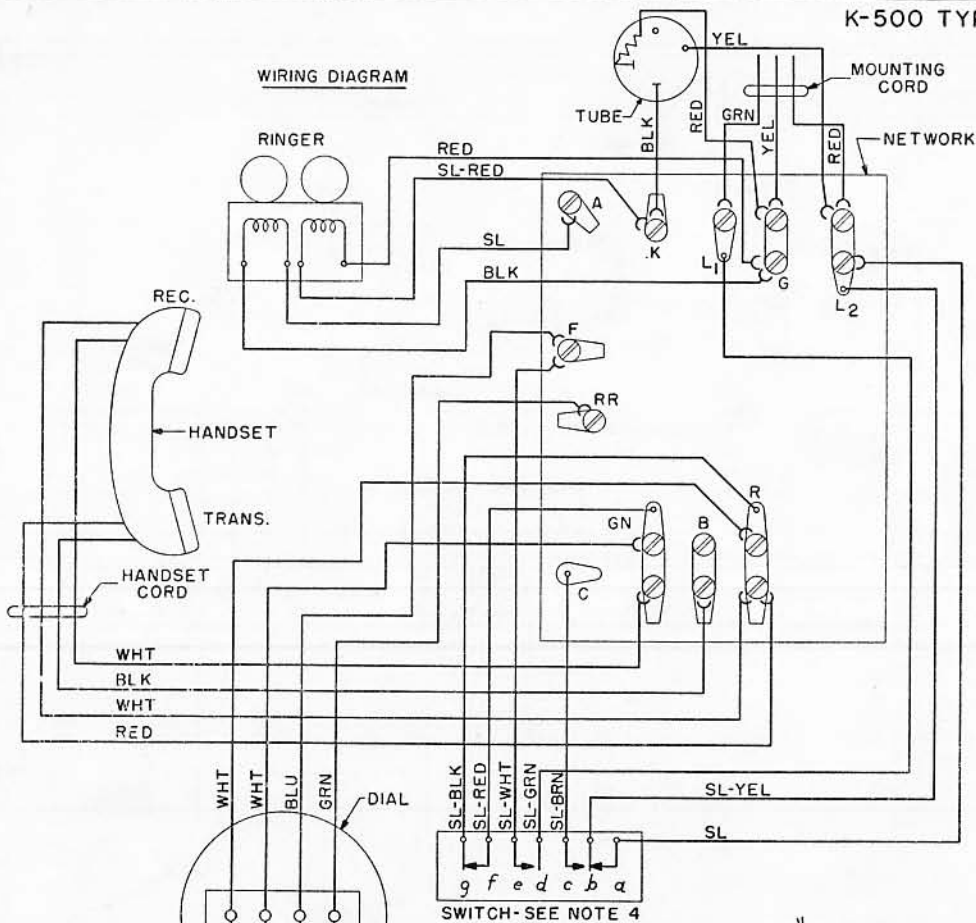 K-500 TYP
WIRING DIAGRAM
YEL
MOUNTING
CORD
TUBE
BLK
RED
GRN
YEL
RED
NETWORK
RINGER
RED
SL-RED
SL
BLK
A
.K
L1
G
L2
REC.
F
RR
HANDSET
TRANS.
R
GN
B
C
HANDSET
CORD
WHT
BLK
WHT
RED
WHT
WHT
BLU
GRN
DIAL
SL-BLK
SL-RED
SL-WHT
SL-GRN
SL-BRN
SL-YEL
SL
g f e d c b a
SWITCH-SEE NOTE 4